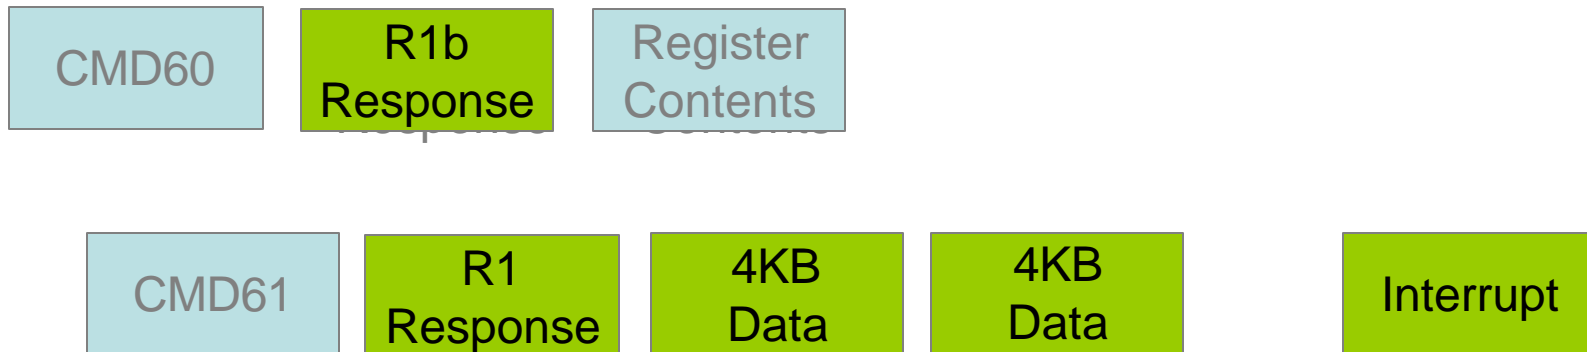 CMD60
R1b
Response
Register
Contents
CMD61
R1
Response
4KB
Data
4KB
Data
Interrupt